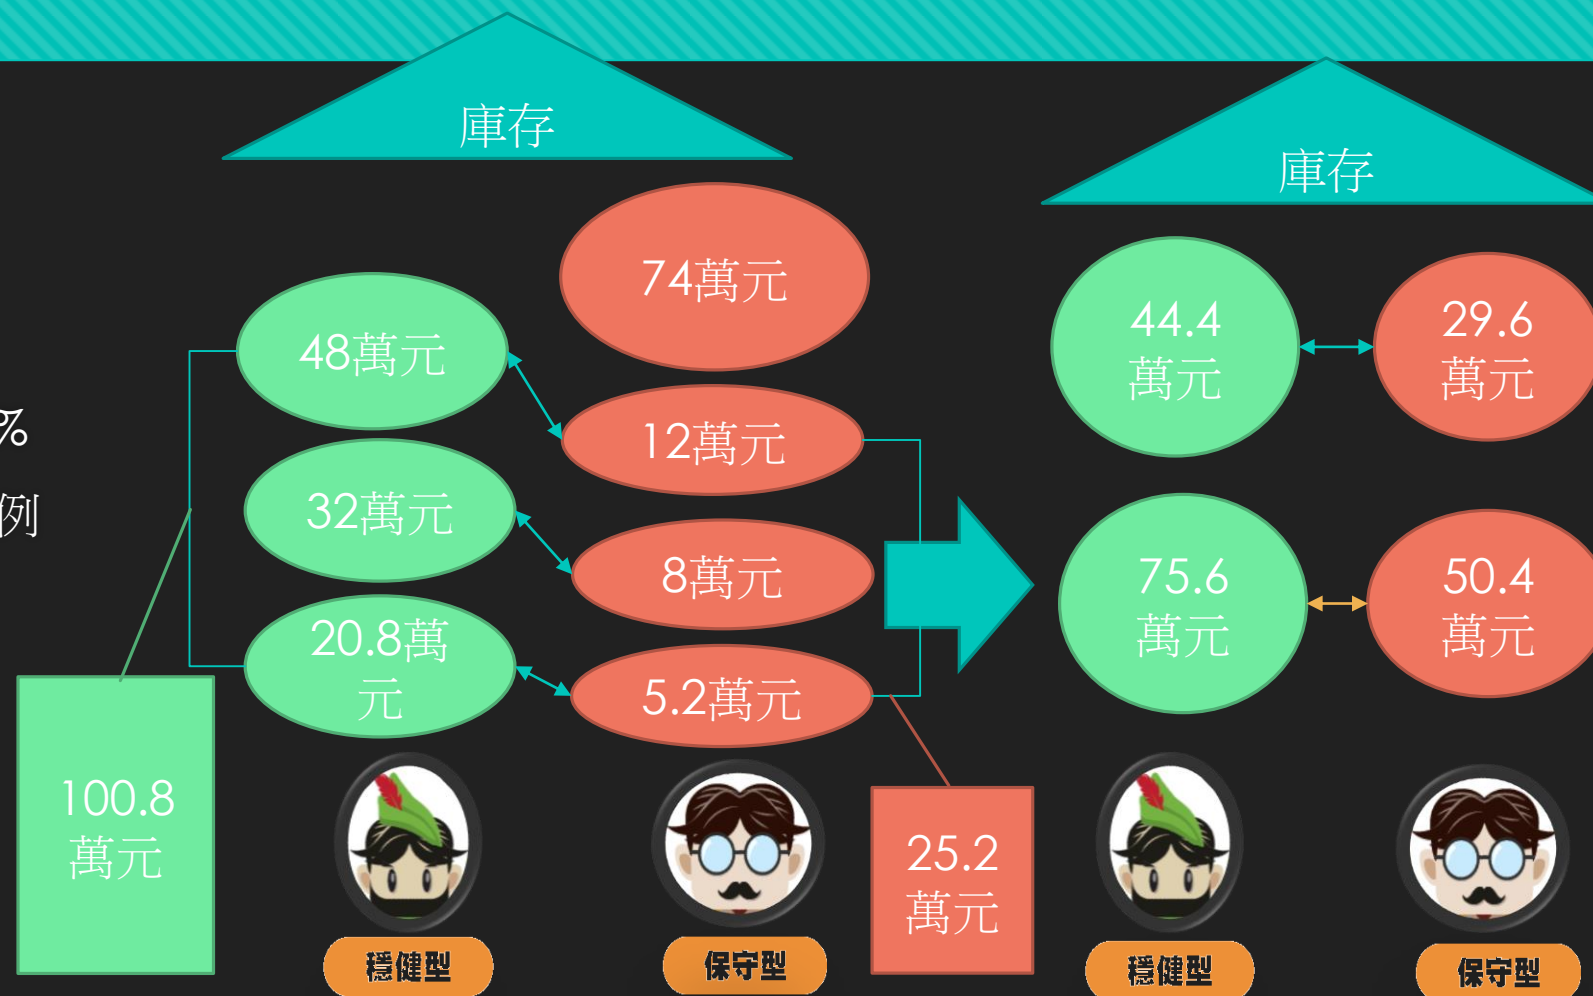 庫存
庫存
%
例
74萬元
48萬元
12萬元
32萬元
8萬元
20.8萬
元
5.2萬元
100.8
萬元
25.2
萬元
穩健型
保守型
44.4
萬元
29.6
萬元
75.6
萬元
50.4
萬元
穩健型
保守型